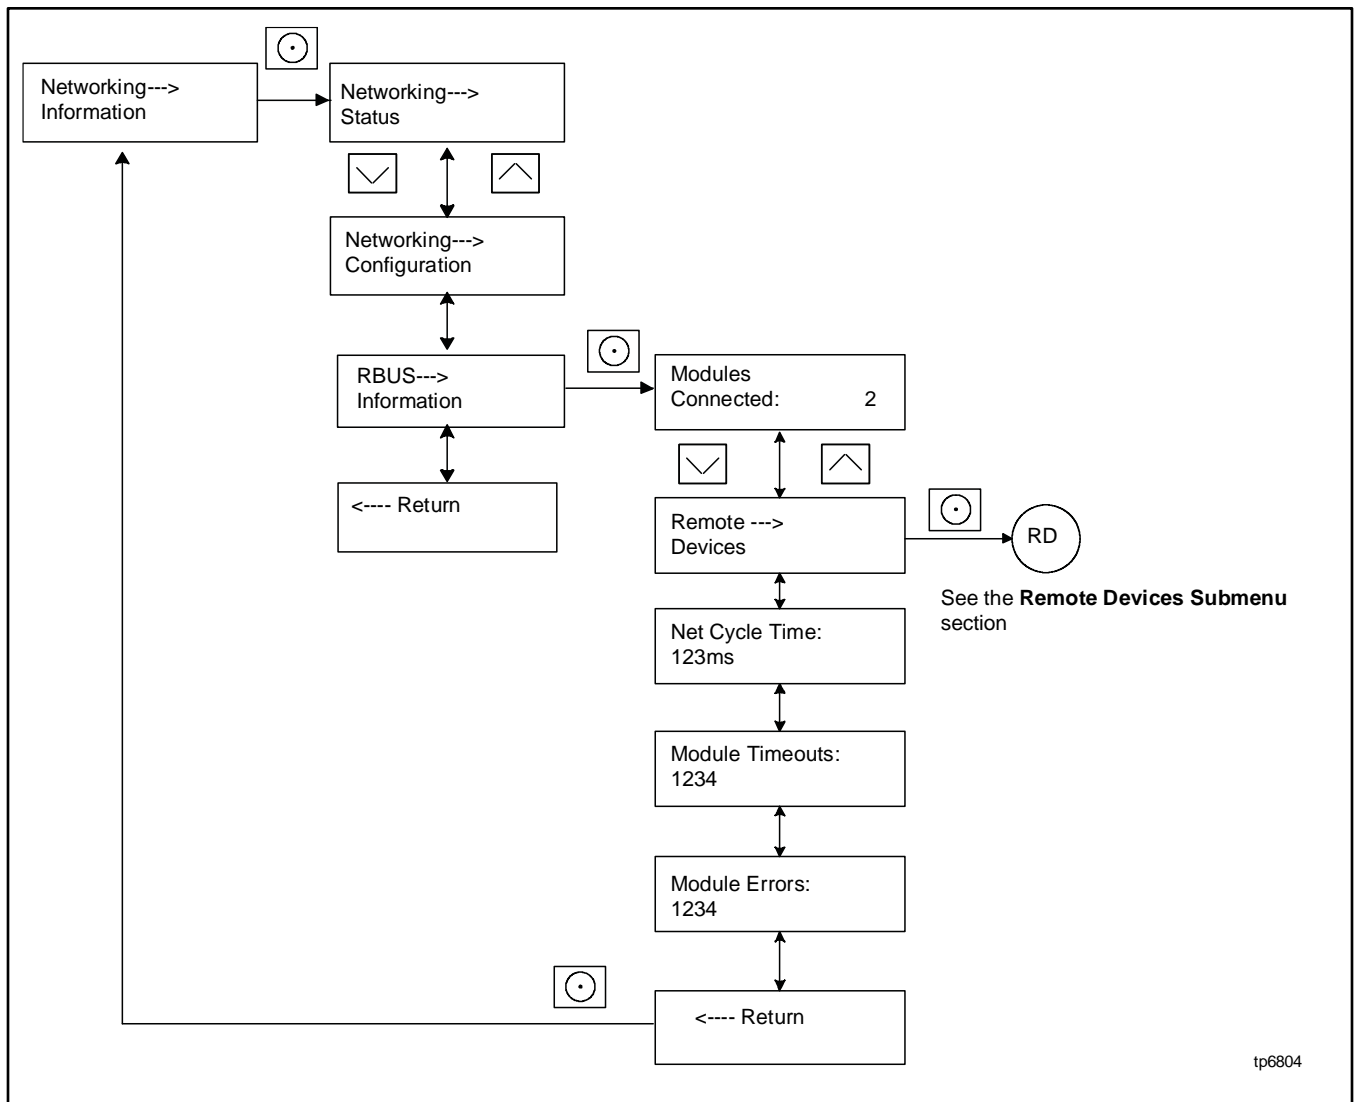 Networking--->
Information
Networking--->
Status
Networking--->
Configuration
RBUS--->
Information
<---- Return
Modules
Connected: 2
Remote --->
Devices
RD
See the Remote Devices Submenu
section
Net Cycle Time:
123ms
Module Timeouts:
1234
Module Errors:
1234
<---- Return
tp6804